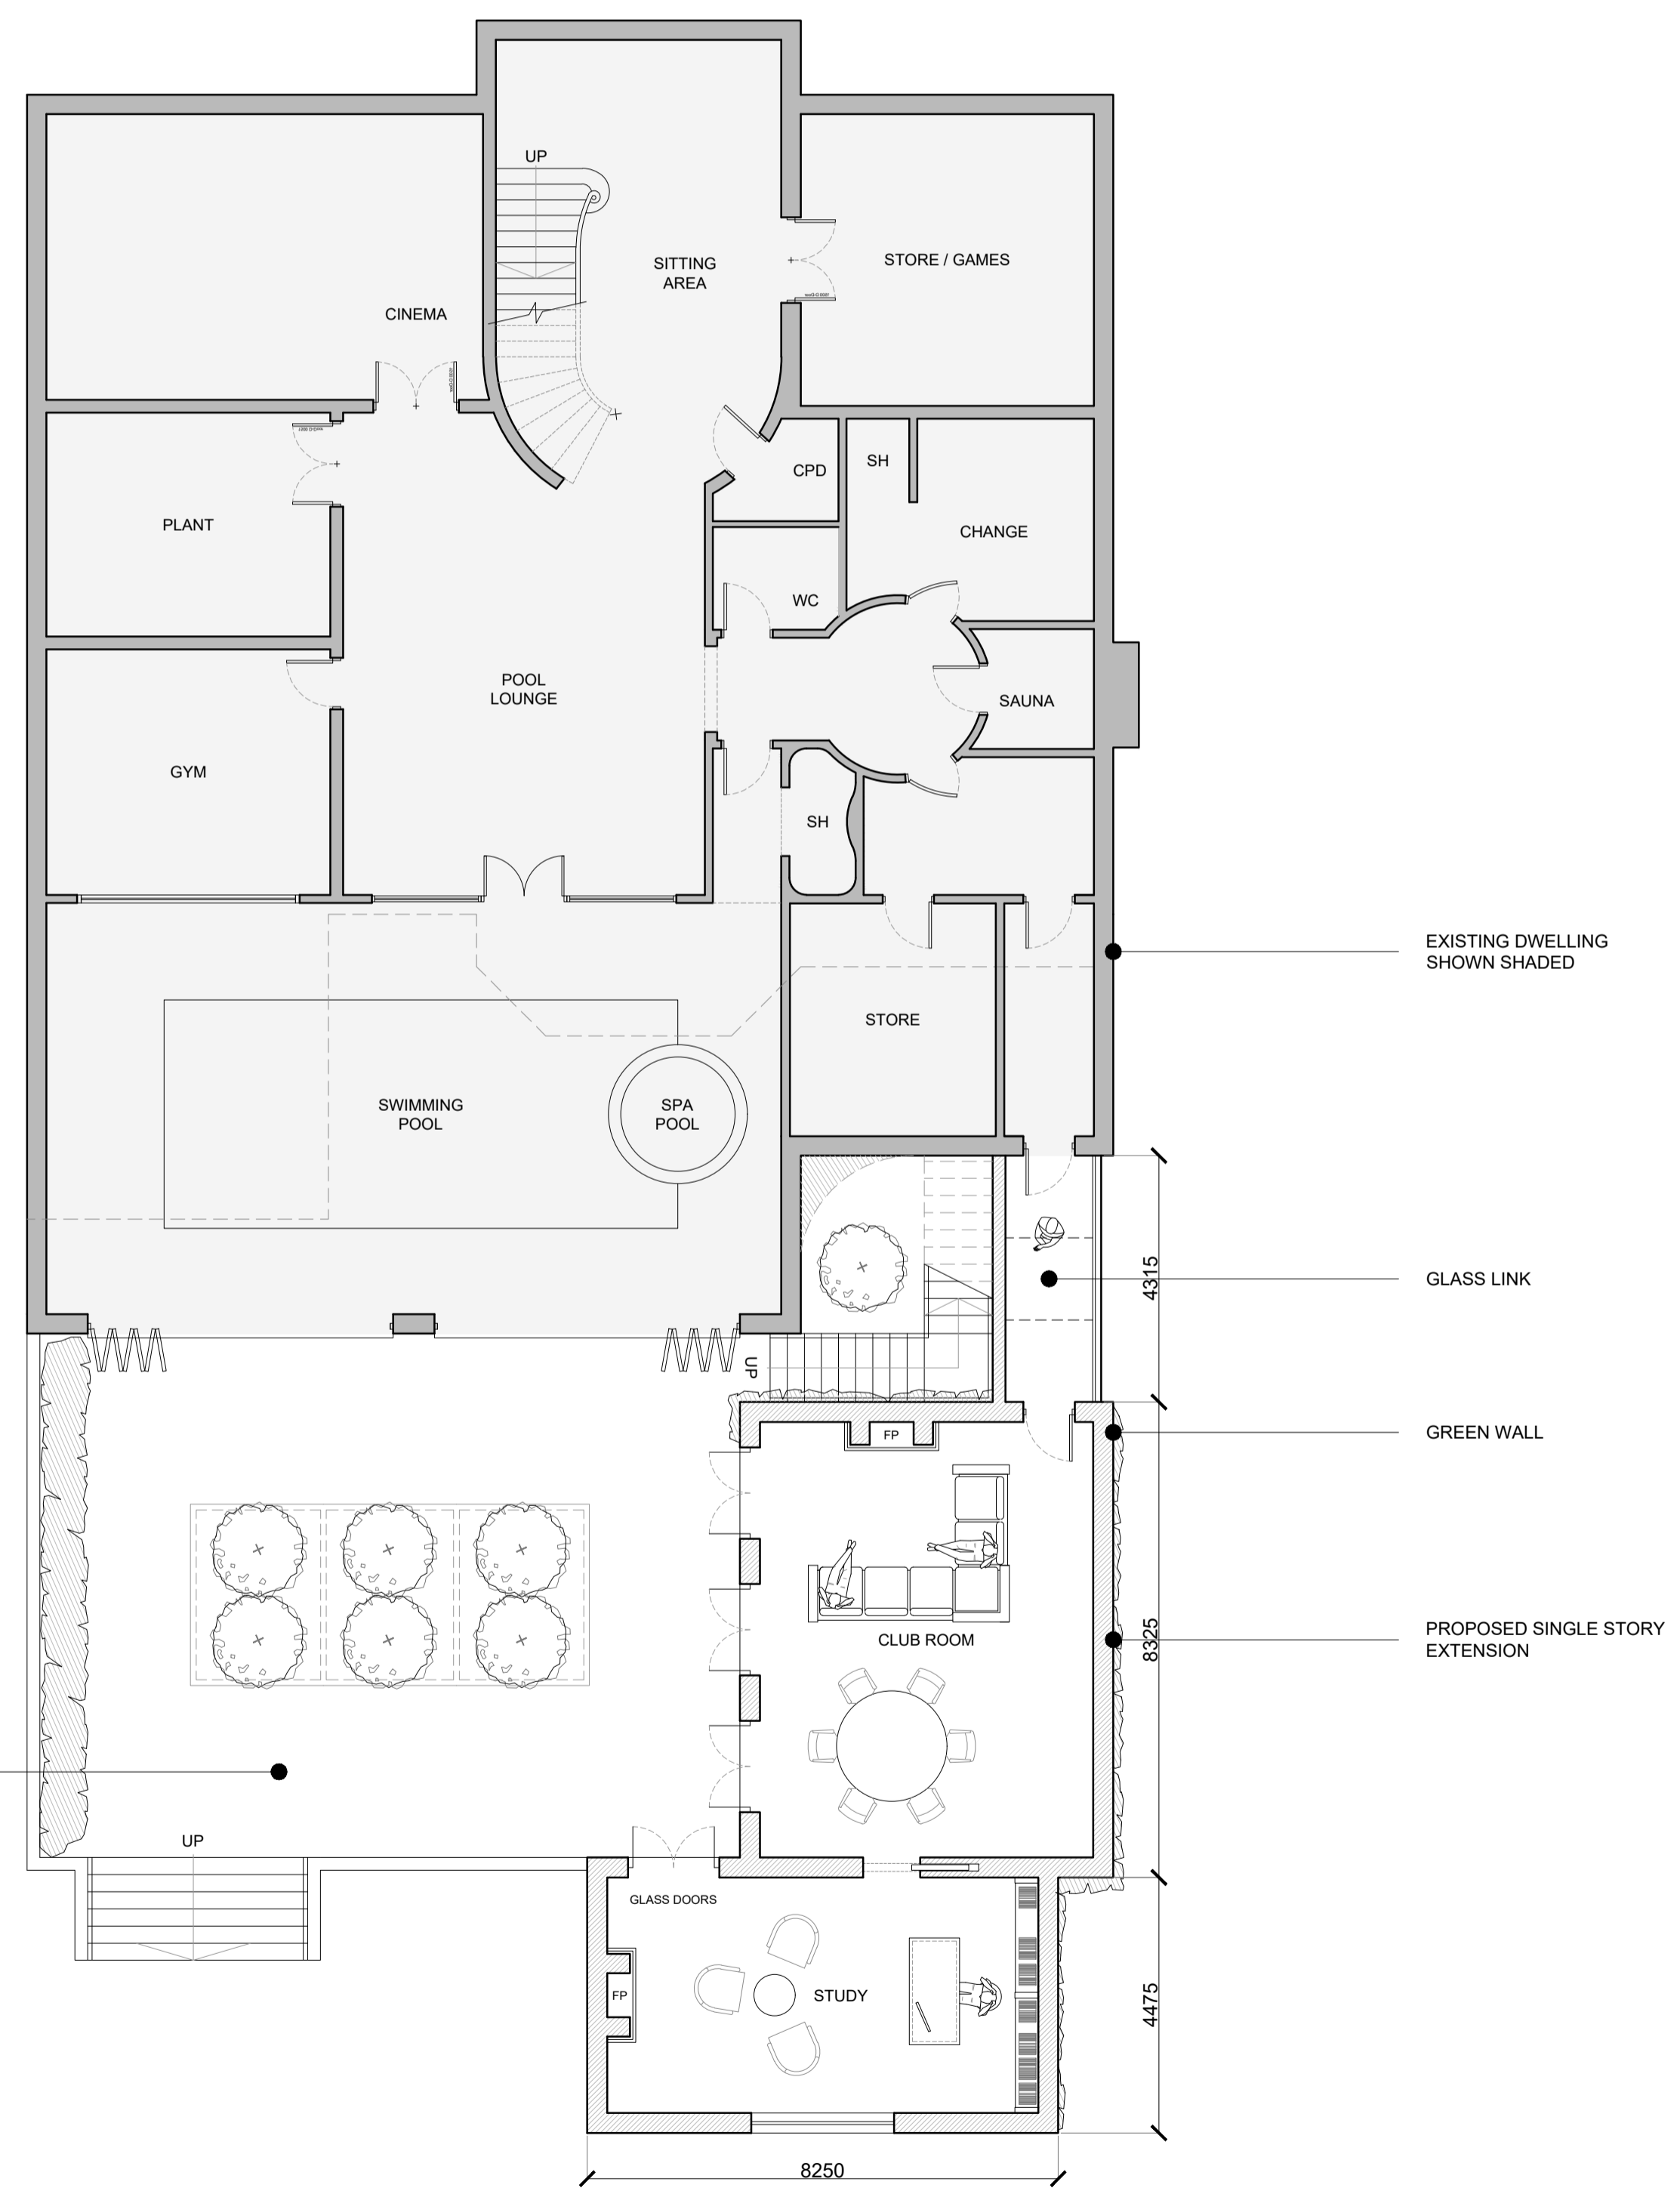 UP
SITTING
AREA
STORE / GAMES
CINEMA
CPD
SH
PLANT
CHANGE
WC
POOL
LOUNGE
SAUNA
GYM
SH
EXISTING DWELLING
SHOWN SHADED
STORE
SWIMMING
POOL
SPA
POOL
4315
GLASS LINK
UP
FP
GREEN WALL
CLUB ROOM
8325
PROPOSED SINGLE STORY
EXTENSION
UP
GLASS DOORS
FP
STUDY
4475
8250